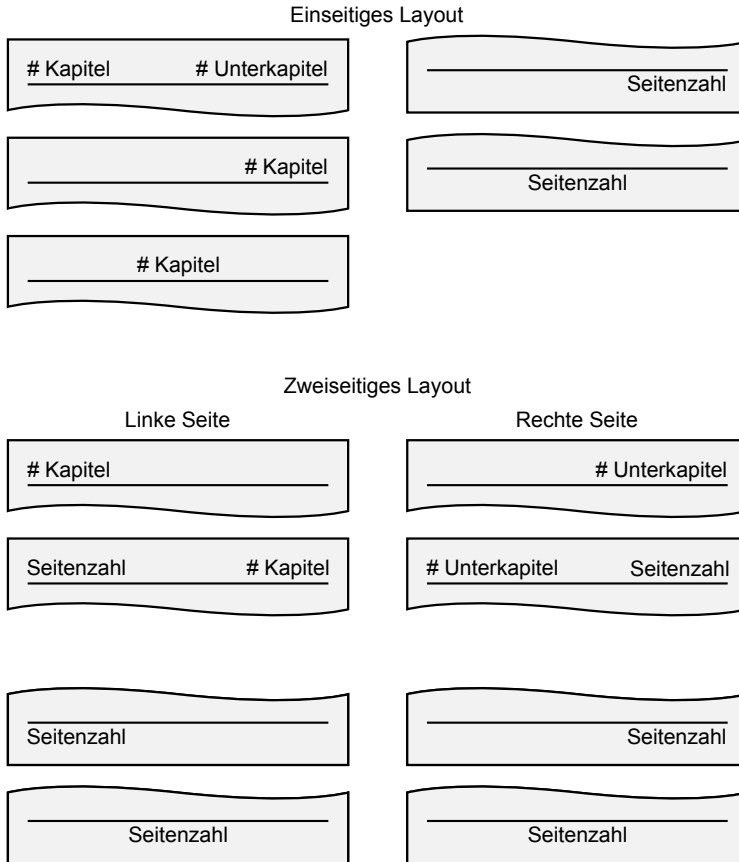 Einseitiges Layout
# Kapitel # Unterkapitel
Seitenzahl
# Kapitel
Seitenzahl
# Kapitel
Zweiseitiges Layout
Linke Seite Rechte Seite
# Kapitel # Unterkapitel
Seitenzahl # Kapitel # Unterkapitel Seitenzahl
Seitenzahl Seitenzahl
Seitenzahl Seitenzahl